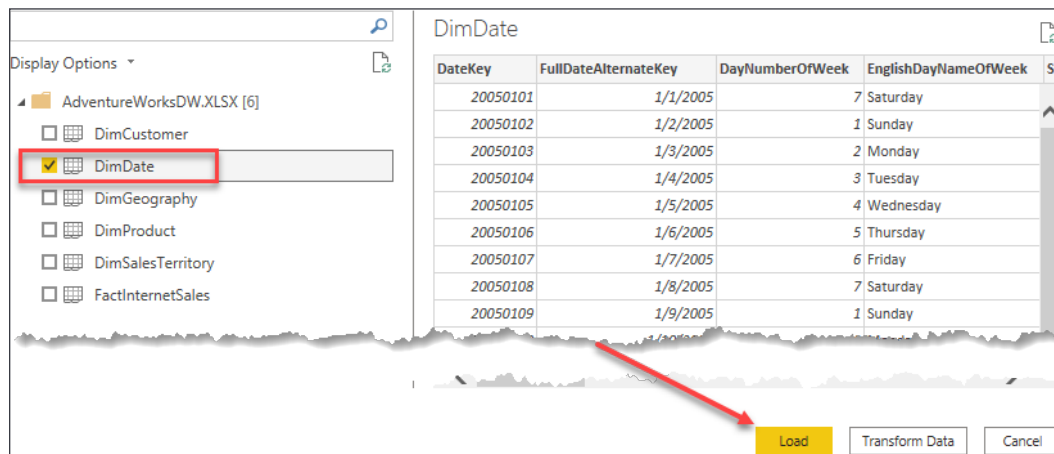 Display Options
AdventureWorksDW.XLSX [6]
DimCustomer
DimDate
DimGeography
DimProduct
DimSalesTerritory
FactInternetSales
DimDate
DateKey FullDateAlternateKey DayNumberOfWeek EnglishDayNameOfWeek S
20050101 1/1/2005 7 Saturday
20050102 1/2/2005 1 Sunday
20050103 1/3/2005 2 Monday
20050104 1/4/2005 3 Tuesday
20050105 1/5/2005 4 Wednesday
20050106 1/6/2005 5 Thursday
20050107 1/7/2005 6 Friday
20050108 1/8/2005 7 Saturday
20050109 1/9/2005 1 Sunday
Load Transform Data Cancel